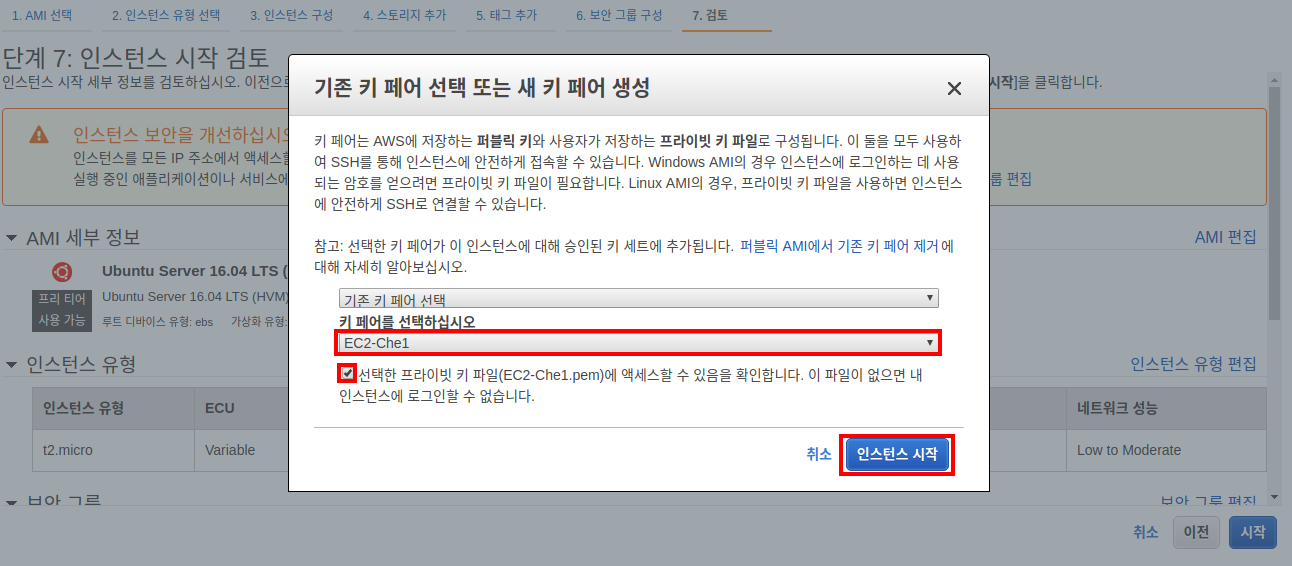 1. AMI 선택 2. 인스턴스 유형 선택 3. 인스턴스 구성 4. 스토리지 추가 5. 태그 추가 6. 보안 그룹 구성 7. 검토
단계 7: 인스턴스 시작 검토
인스턴스 시작 세부 정보를 검토하십시오. 이전으로 시작]을 클릭합니다.
인스턴스 보안을 개선하십시오
인스턴스를 모든 IP 주소에서 액세스할
실행 중인 애플리케이션이나 서비스에 룹 편집
기존 키 페어 선택 또는 새 키 페어 생성
키 페어는 AWS에 저장하는 퍼블릭 키와 사용자가 저장하는 프라이빗 키 파일로 구성됩니다. 이 둘을 모두 사용하
여 SSH를 통해 인스턴스에 안전하게 접속할 수 있습니다. Windows AMI의 경우 인스턴스에 로그인하는 데 사용
되는 암호를 얻으려면 프라이빗 키 파일이 필요합니다. Linux AMI의 경우, 프라이빗 키 파일을 사용하면 인스턴스
에 안전하게 SSH로 연결할 수 있습니다.
참고: 선택한 키 페어가 이 인스턴스에 대해 승인된 키 세트에 추가됩니다. 퍼블릭 AMI에서 기존 키 페어 제거에
대해 자세히 알아보십시오.
기존 키 페어 선택
키 페어를 선택하십시오
EC2-Che1
선택한 프라이빗 키 파일(EC2-Che1.pem)에 액세스할 수 있음을 확인합니다. 이 파일이 없으면 내
인스턴스에 로그인할 수 없습니다.
취소 인스턴스 시작
AMI 세부 정보 AMI 편집
Ubuntu Server 16.04 LTS (
프리 티어 Ubuntu Server 16.04 LTS (HVM)
사용 가능 루트 디바이스 유형: ebs 가상화 유형:
인스턴스 유형 인스턴스 유형 편집
인스턴스 유형 ECU 네트워크 성능
t2.micro Variable Low to Moderate
보안 그룹 보안 그룹 편집
취소 이전 시작